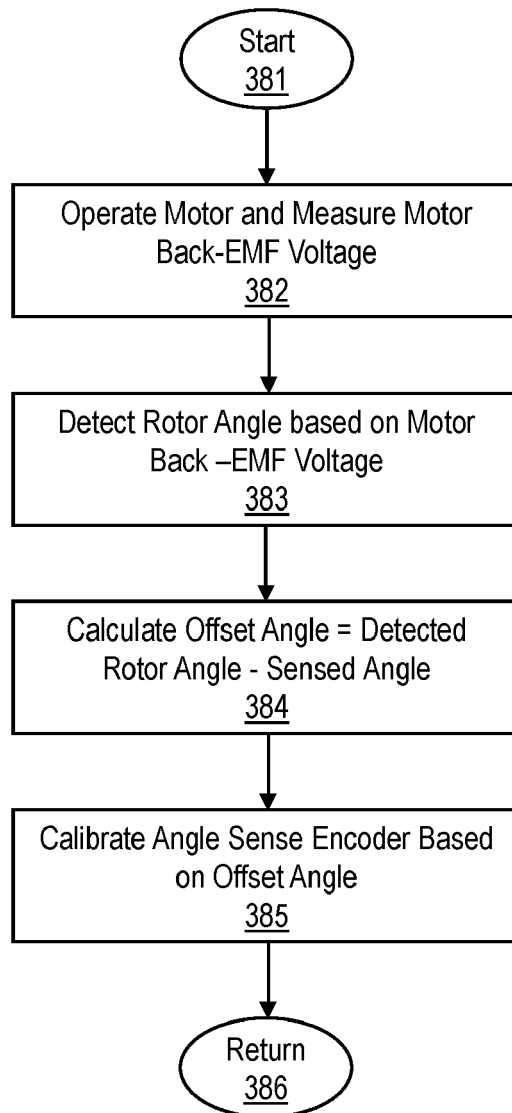 Start
381
Operate Motor and Measure Motor
Back-EMF Voltage
382
Detect Rotor Angle based on Motor
Back –EMF Voltage
383
Calculate Offset Angle = Detected
Rotor Angle - Sensed Angle
384
Calibrate Angle Sense Encoder Based
on Offset Angle
385
Return
386